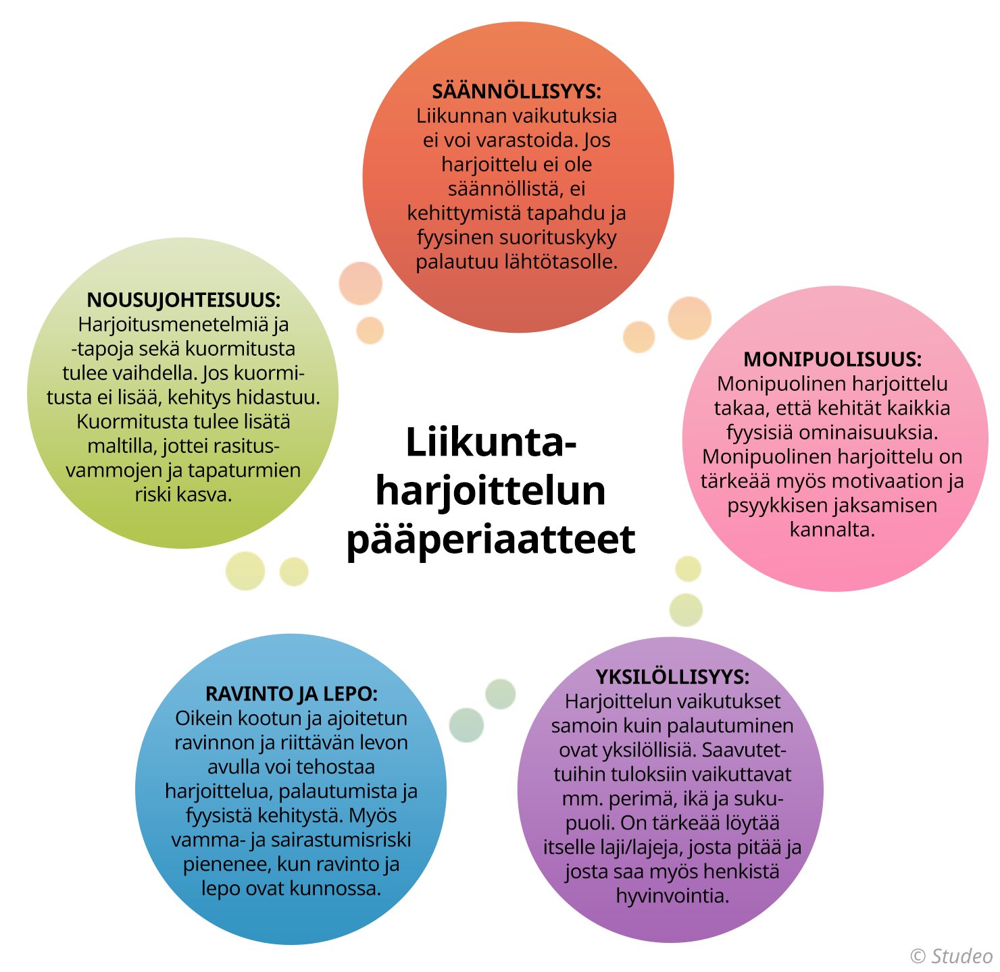 SÄÄNNÖLLISYYS:
Liikunnan vaikutuksia
ei voi varastoida. Jos
harjoittelu ei ole
säännöllistä, ei
kehittymistä tapahdu ja
fyysinen suorituskyky
palautuu lähtötasolle.
NOUSUJOHTEISUUS:
Harjoitusmenetelmiä ja
-tapoja sekä kuormitusta
tulee vaihdella. Jos kuormi-
tusta ei lisää, kehitys hidastuu.
Kuormitusta tulee lisätä
maltilla, jottei rasitus-
vammojen ja tapaturmien
riski kasva.
MONIPUOLISUUS:
Monipuolinen harjoittelu
takaa, että kehität kaikkia
fyysisiä ominaisuuksia.
Monipuolinen harjoittelu on
tärkeää myös motivaation ja
psyykkisen jaksamisen
kannalta.
Liikunta-
harjoittelun
pääperiaatteet
RAVINTO JA LEPO:
Oikein kootun ja ajoitetun
ravinnon ja riittävän levon
avulla voi tehostaa
harjoittelua, palautumista ja
fyysistä kehitystä. Myös
vamma- ja sairastumisriski
pienenee, kun ravinto ja
lepo ovat kunnossa.
YKSILÖLLISYYS:
Harjoittelun vaikutukset
samoin kuin palautuminen
ovat yksilöllisiä. Saavutet-
tuihin tuloksiin vaikuttavat
mm. perimä, ikä ja suku-
puoli. On tärkeää löytää
itselle laji/lajeja, josta pitää ja
josta saa myös henkistä
hyvinvointia.
© Studeo